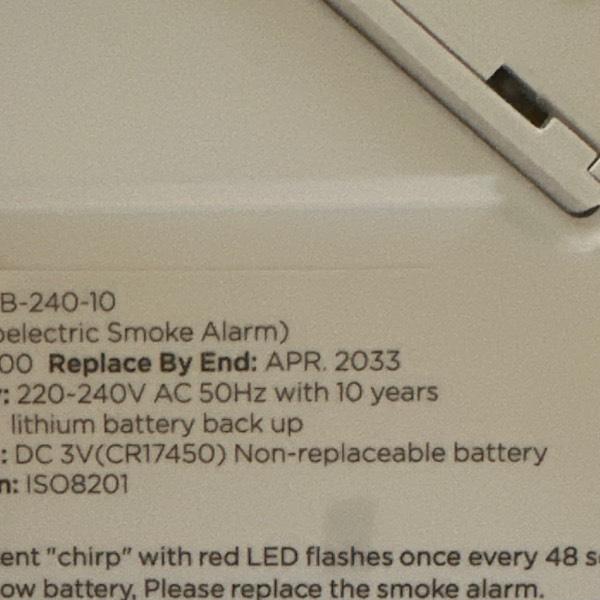 B-240-10
oelectric Smoke Alarm)
00 Replace By End: APR. 2033
: 220-240V AC 50Hz with 10 years
lithium battery back up
: DC 3V(CR17450) Non-replaceable battery
n: ISO8201
ent "chirp" with red LED flashes once every 48 s
ow battery, Please replace the smoke alarm.